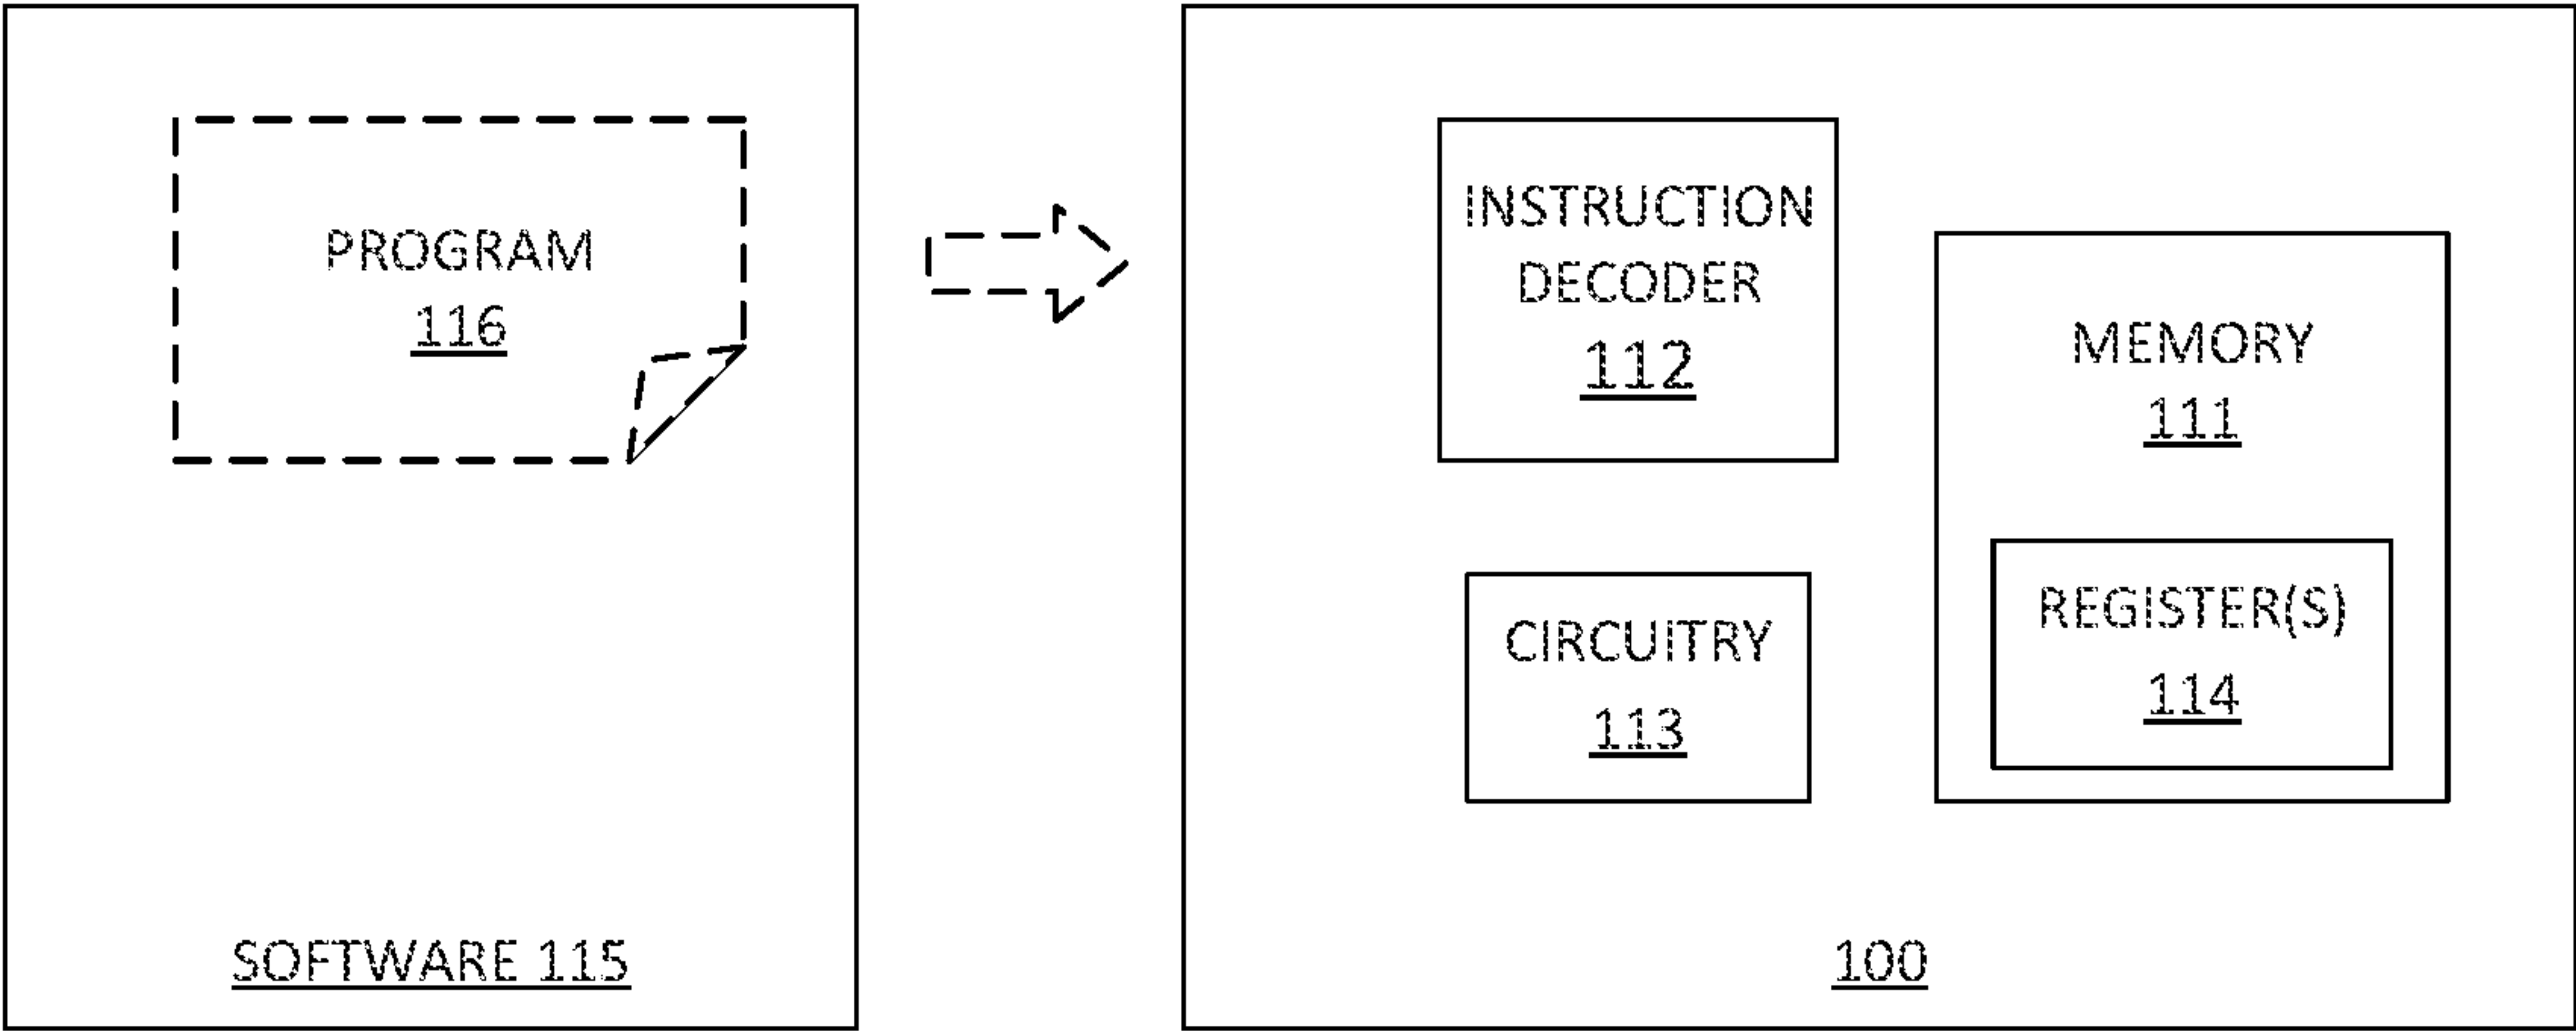 PROGRAM
116
SOFTWARE 115
INSTRUCTION
DECODER
112
CIRCUITRY
113
MEMORY
111
REGISTER(S)
114
100